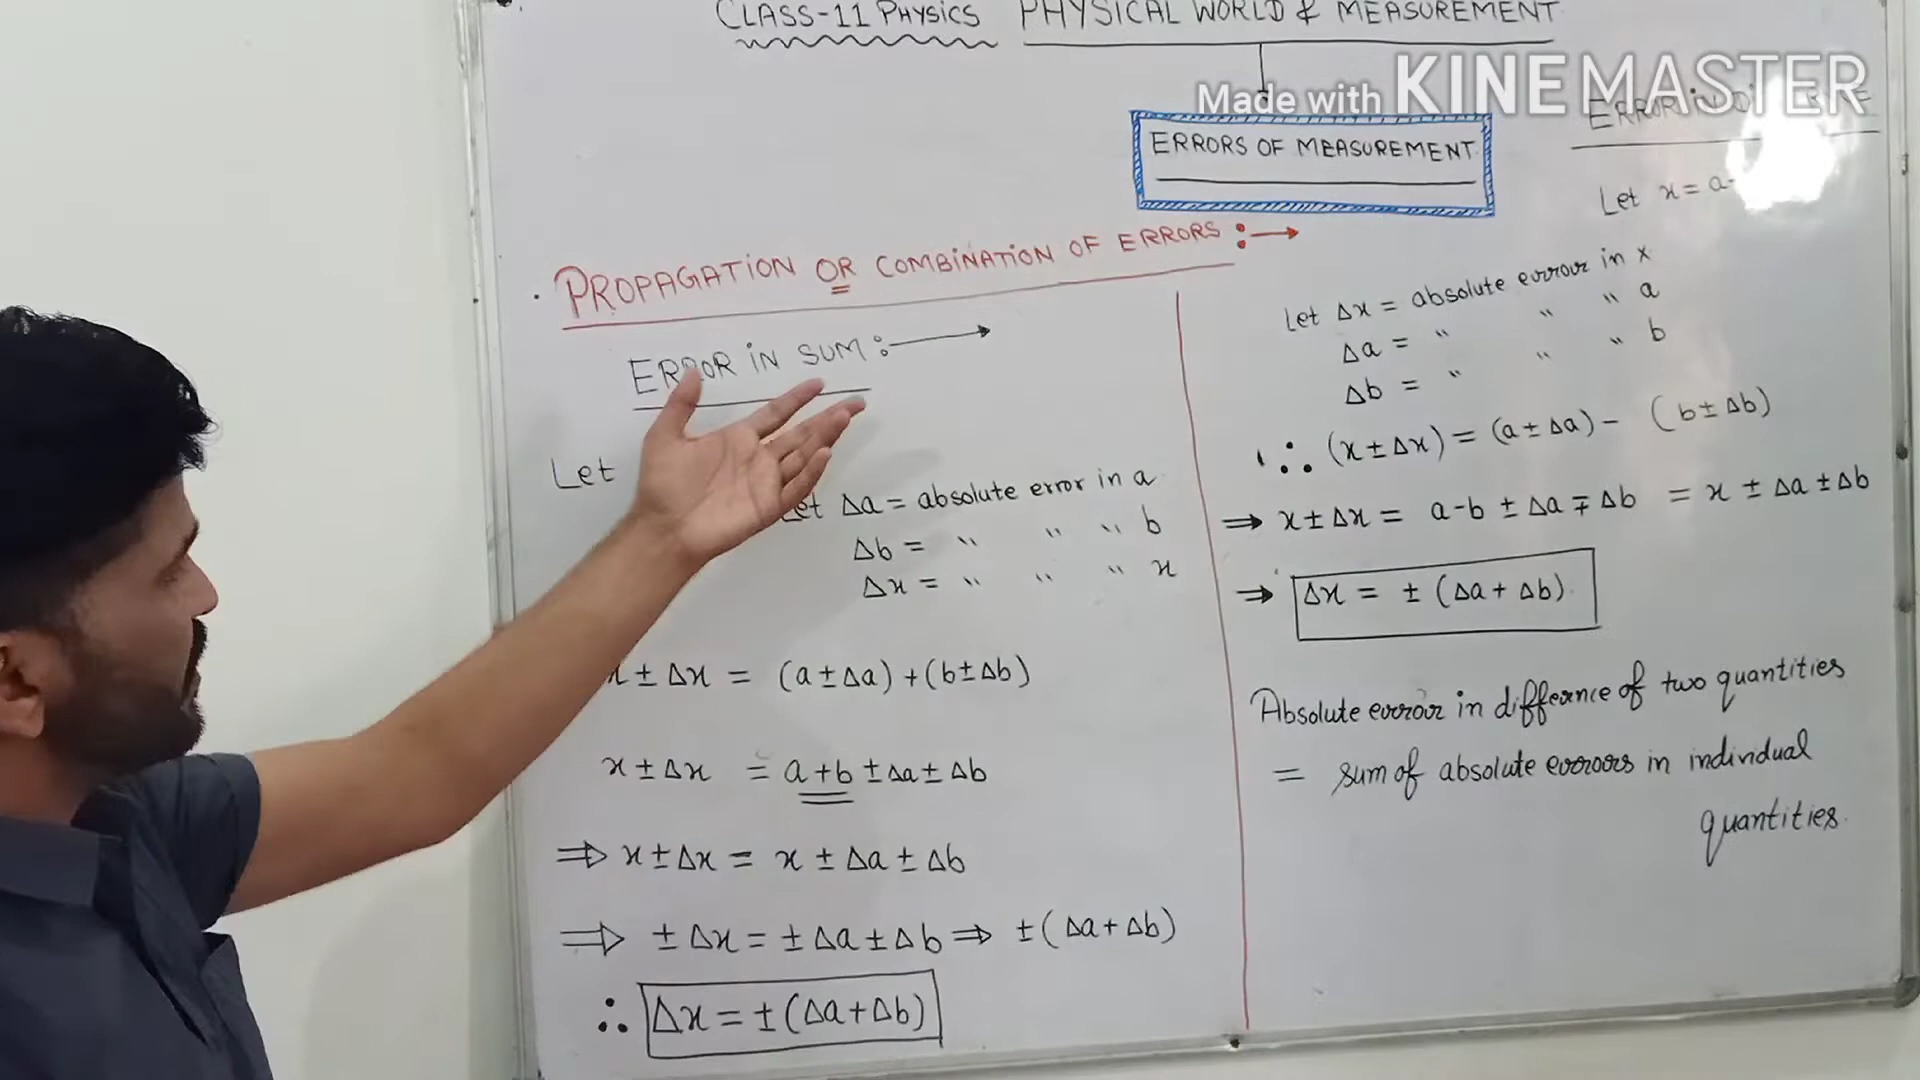 CLASS-11 PHYSICS PHYSICAL WORLD & MEASUREMENT
Made with KINEMASTER
ERRORS OF MEASUREMENT
ERROR IN
Let x = a-
PROPAGATION OR COMBINATION OF ERRORS :→
ERROR IN SUM :→
Let
Let Δa = absolute error in a
Δb = " " " b
Δx = " " " x
x ± Δx = (a ± Δa) + (b ± Δb)
x ± Δx = a+b ± Δa ± Δb
⇒ x ± Δx = x ± Δa ± Δb
⇒ ± Δx = ± Δa ± Δb ⇒ ± (Δa + Δb)
∴ Δx = ± (Δa + Δb)
Let Δx = absolute error in x
Δa = " " " a
Δb = " " " b
∴ (x ± Δx) = (a ± Δa) - (b ± Δb)
⇒ x ± Δx = a-b ± Δa ∓ Δb = x ± Δa ± Δb
⇒ Δx = ± (Δa + Δb)
Absolute error in differnce of two quantities
= sum of absolute errors in individual
quantities.